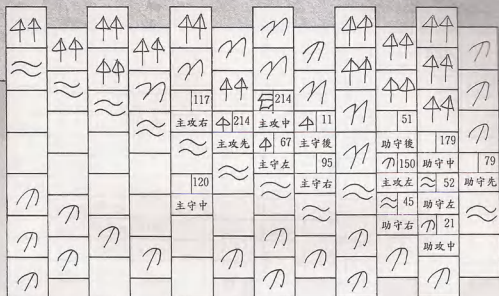 117 214
主攻右 214 主攻中 11 51
主攻先 67 主守後 助守後 179
主守左 95 150 助守中 79
120 主守右 主攻左 52 助守先
主守中 45 助守左
助守右 21
助攻中